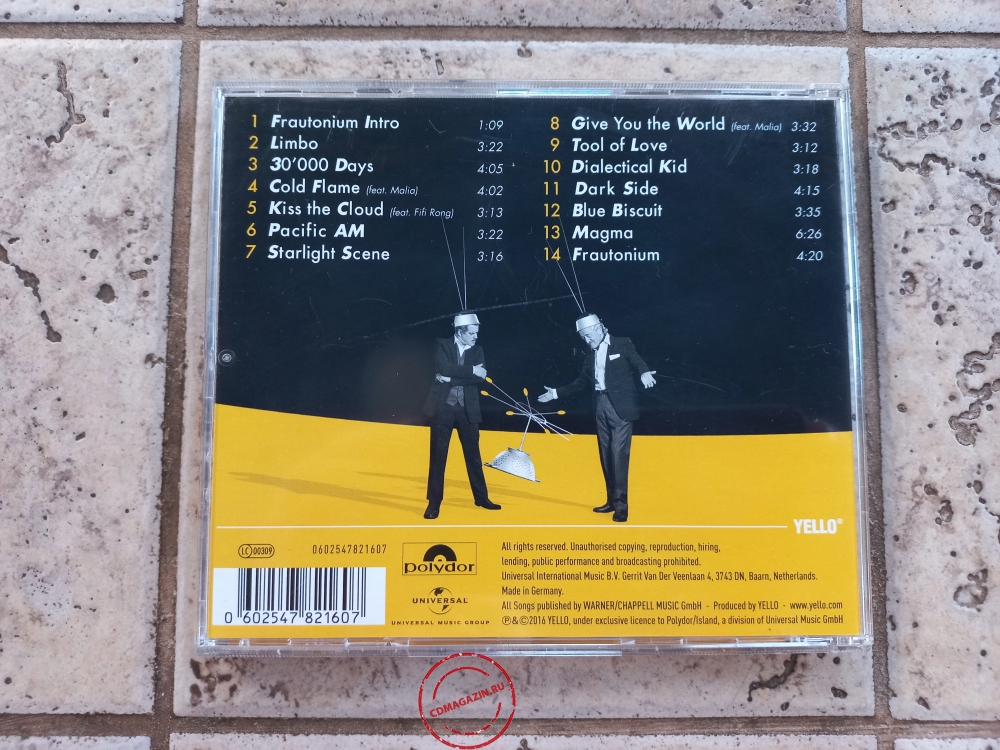 1 Frautonium Intro 1:09
2 Limbo 3:22
3 30'000 Days 4:05
4 Cold Flame (feat. Malia) 4:02
5 Kiss the Cloud (feat. Fifi Rong) 3:13
6 Pacific AM 3:22
7 Starlight Scene 3:16
8 Give You the World (feat. Malia) 3:32
9 Tool of Love 3:12
10 Dialectical Kid 3:18
11 Dark Side 4:15
12 Blue Biscuit 3:35
13 Magma 6:26
14 Frautonium 4:20
YELLO®
LC 00309
0602547821607
0 602547 821607
polydor
UNIVERSAL
UNIVERSAL MUSIC GROUP
All rights reserved. Unauthorised copying, reproduction, hiring,
lending, public performance and broadcasting prohibited.
Universal International Music B.V. Gerrit Van Der Veenlaan 4, 3743 DN, Baarn, Netherlands.
Made in Germany.
All Songs published by WARNER/CHAPPELL MUSIC GmbH - Produced by YELLO - www.yello.com
℗&©2016 YELLO, under exclusive licence to Polydor/Island, a division of Universal Music GmbH
CDMAGAZIN.RU